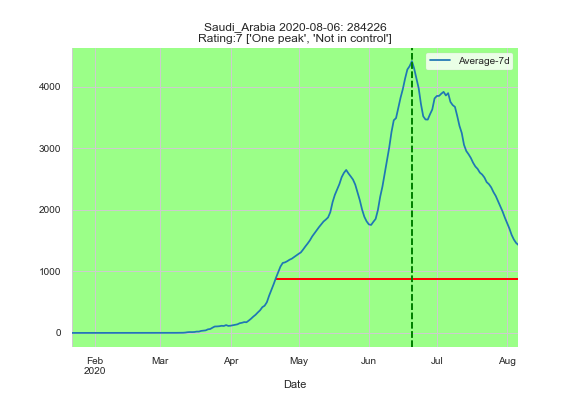 Saudi_Arabia 2020-08-06: 284226
Rating:7 ['One peak', 'Not in control']
Average-7d
4000
3000
2000
1000
0
Feb Mar Apr May Jun Jul Aug
2020
Date